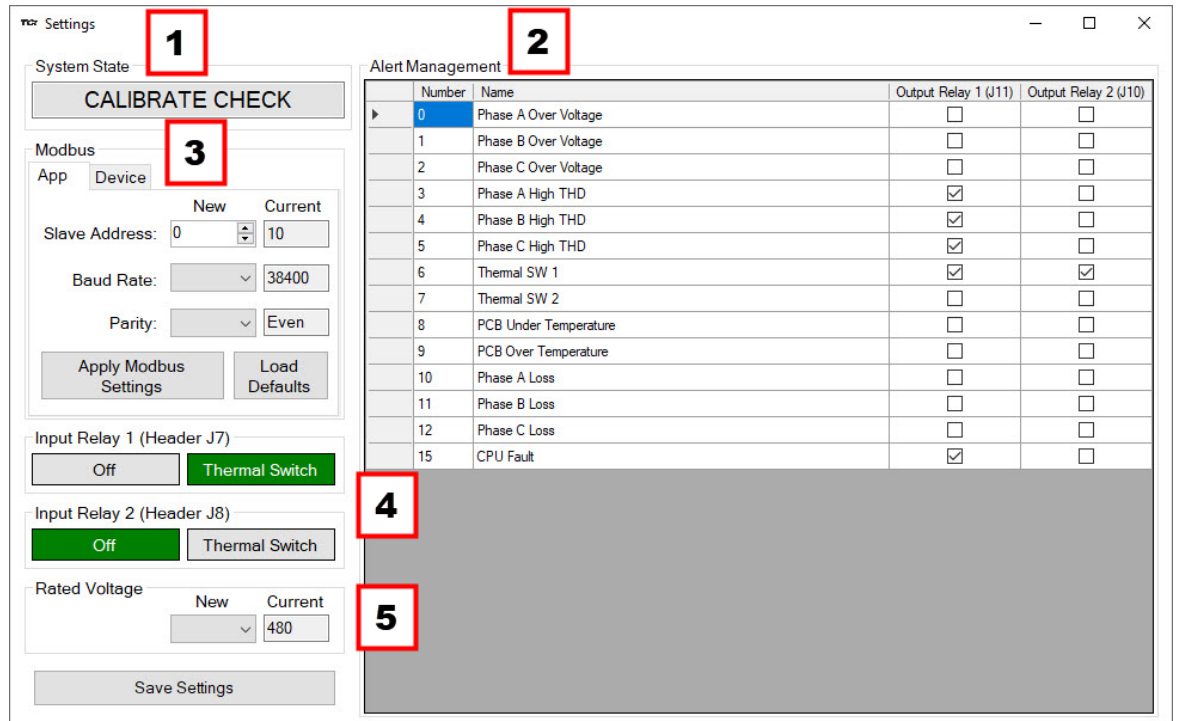 TCI Settings
1
2
System State
CALIBRATE CHECK
Modbus
3
App Device
New Current
Slave Address: 0 10
Baud Rate: 38400
Parity: Even
Apply Modbus
Settings
Load
Defaults
Input Relay 1 (Header J7)
Off Thermal Switch
Input Relay 2 (Header J8)
Off Thermal Switch
4
Rated Voltage
New Current
480
5
Save Settings
Alert Management
Number Name Output Relay 1 (J11) Output Relay 2 (J10)
0 Phase A Over Voltage
1 Phase B Over Voltage
2 Phase C Over Voltage
3 Phase A High THD
4 Phase B High THD
5 Phase C High THD
6 Thermal SW 1
7 Thermal SW 2
8 PCB Under Temperature
9 PCB Over Temperature
10 Phase A Loss
11 Phase B Loss
12 Phase C Loss
15 CPU Fault